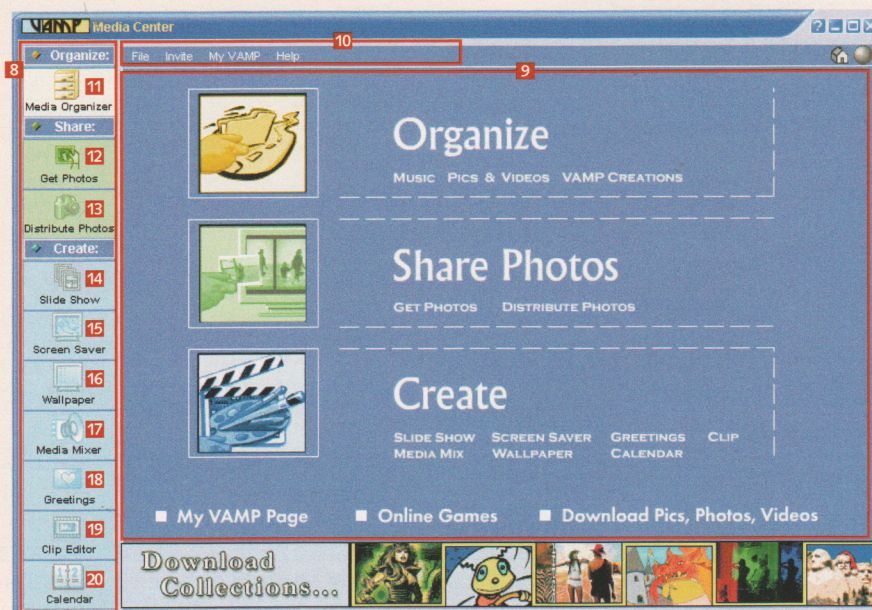 VAMP Media Center
?
10
8
Organize:
File Invite My VAMP Help
9
11
Media Organizer
Share:
12
Get Photos
13
Distribute Photos
Create:
14
Slide Show
15
Screen Saver
16
Wallpaper
17
Media Mixer
18
Greetings
19
Clip Editor
20
Calendar
Organize
MUSIC PICS & VIDEOS VAMP CREATIONS
Share Photos
GET PHOTOS DISTRIBUTE PHOTOS
Create
SLIDE SHOW SCREEN SAVER GREETINGS CLIP
MEDIA MIX WALLPAPER CALENDAR
My VAMP Page Online Games Download Pics, Photos, Videos
Download
Collections...